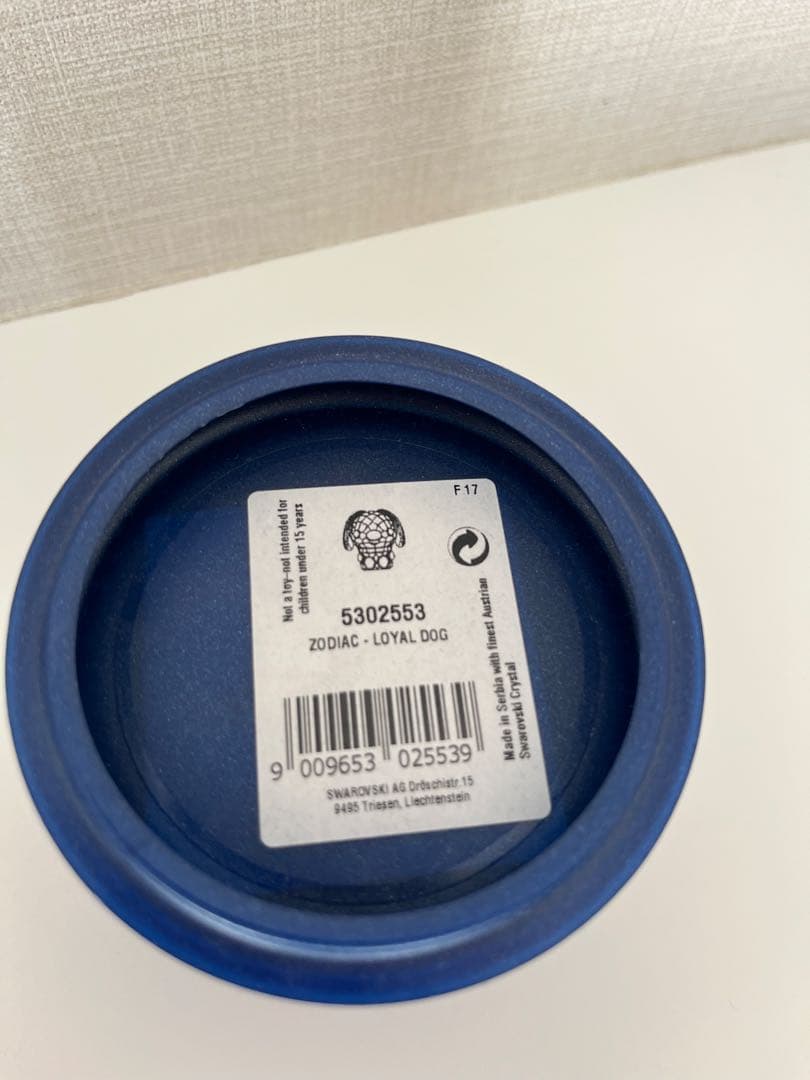 F17
Not a toy-not intended for
children under 15 years
5302553
ZODIAC - LOYAL DOG
Made in Serbia with finest Austrian
Swarovski Crystal
9 009653 025539
SWAROVSKI AG Dröschistr.15
9495 Triesen, Liechtenstein